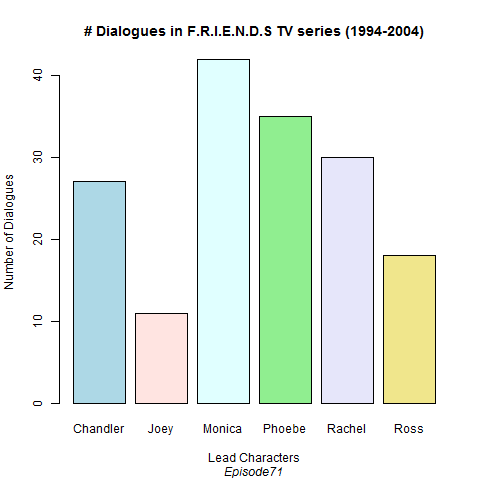 # Dialogues in F.R.I.E.N.D.S TV series (1994-2004)
Number of Dialogues
40
30
20
10
0
Chandler Joey Monica Phoebe Rachel Ross
Lead Characters
Episode71